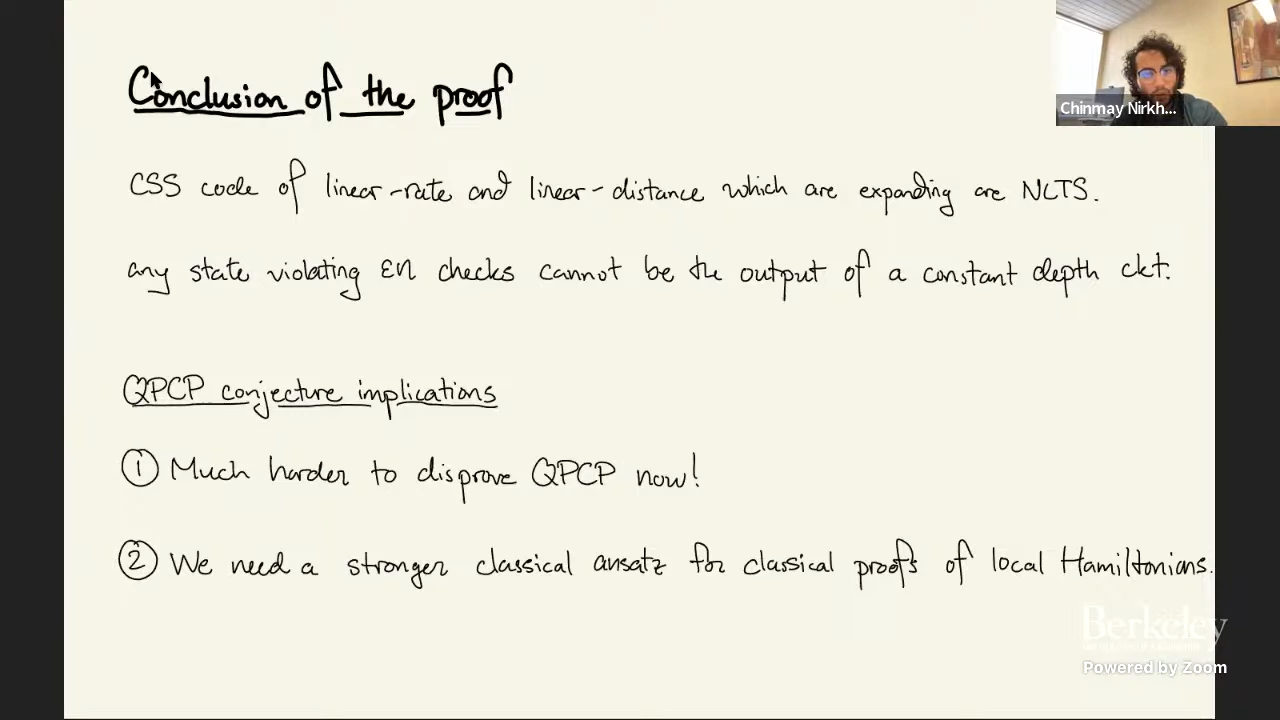 Conclusion of the proof
Chinmay Nirkh...
CSS code of linear-rate and linear-distance which are expanding are NLTS.
any state violating εn checks cannot be the output of a constant depth ckt.
QPCP conjecture implications
① Much harder to disprove QPCP now!
② We need a stronger classical ansatz for classical proofs of local Hamiltonians.
Berkeley
Powered by Zoom